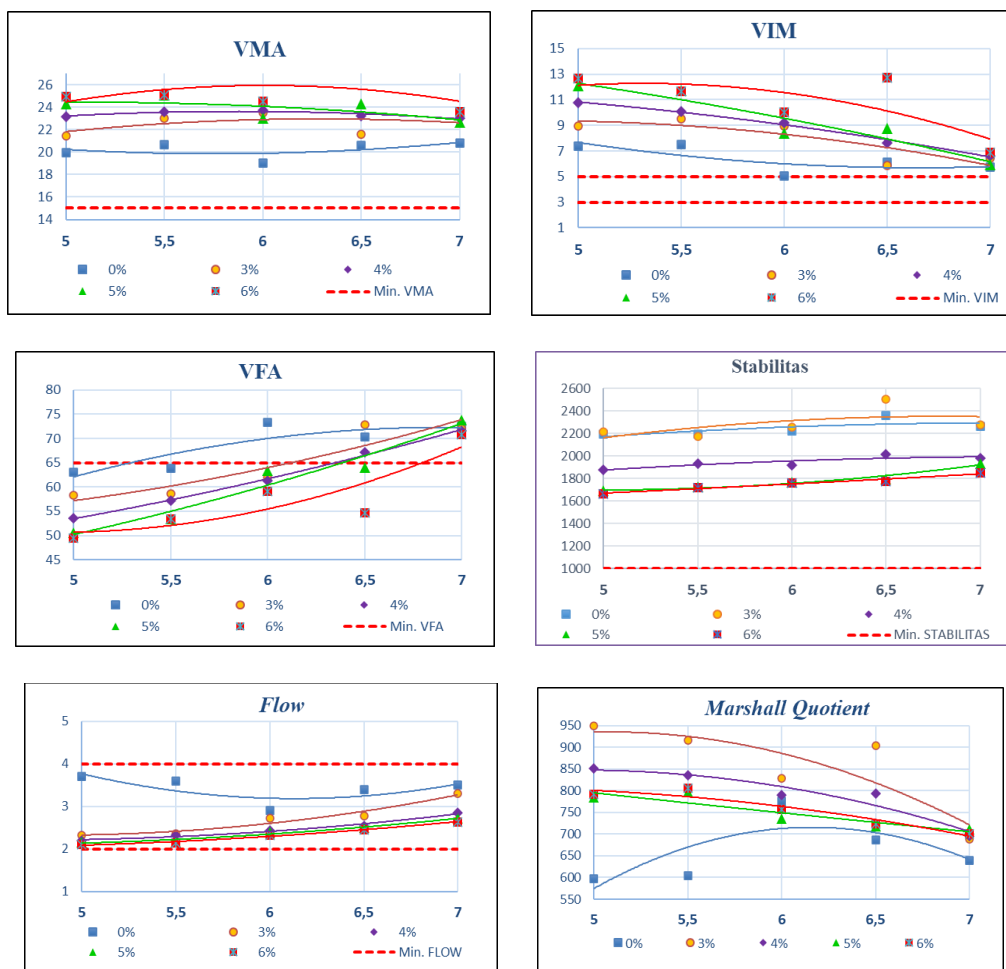 VMA
26
24
22
20
18
16
14
5 5,5 6 6,5 7
0% 3% 4%
5% 6% Min. VMA
VIM
15
13
11
9
7
5
3
1
5 5,5 6 6,5 7
0% 3% 4%
5% 6% Min. VIM
VFA
80
75
70
65
60
55
50
45
5 5,5 6 6,5 7
0% 3% 4%
5% 6% Min. VFA
Stabilitas
2600
2400
2200
2000
1800
1600
1400
1200
1000
5 5,5 6 6,5 7
0% 3% 4%
5% 6% Min. STABILITAS
Flow
5
4
3
2
1
5 5,5 6 6,5 7
0% 3% 4%
5% 6% Min. FLOW
Marshall Quotient
950
900
850
800
750
700
650
600
550
5 5,5 6 6,5 7
0% 3% 4% 5% 6%